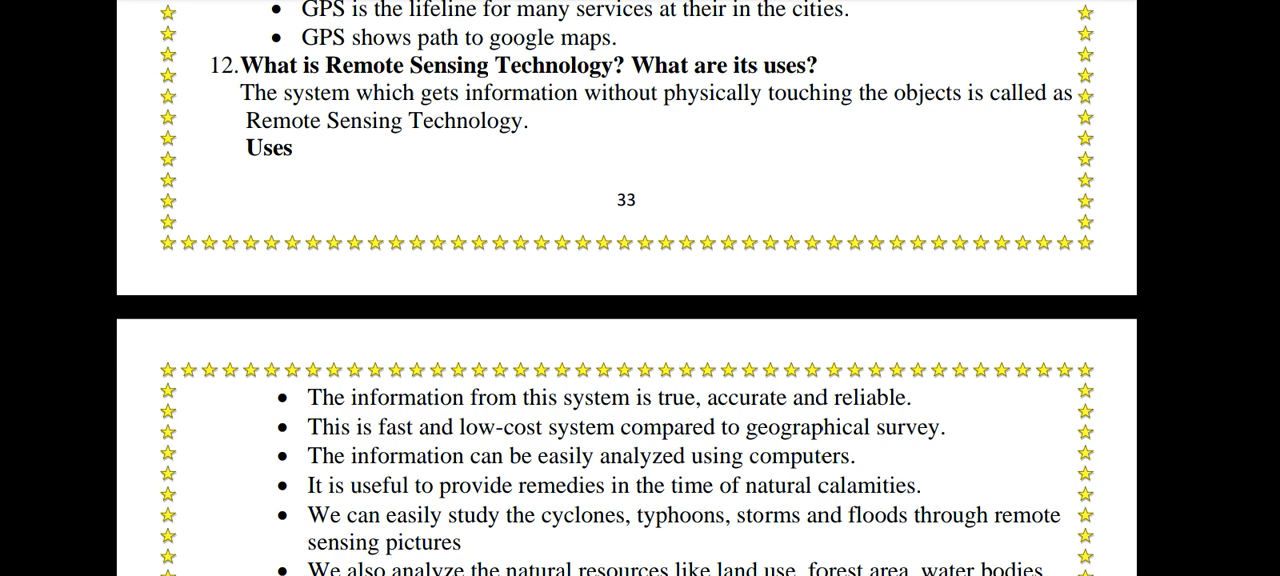 • GPS is the lifeline for many services at their in the cities.
• GPS shows path to google maps.
12.What is Remote Sensing Technology? What are its uses?
The system which gets information without physically touching the objects is called as
Remote Sensing Technology.
Uses
33
• The information from this system is true, accurate and reliable.
• This is fast and low-cost system compared to geographical survey.
• The information can be easily analyzed using computers.
• It is useful to provide remedies in the time of natural calamities.
• We can easily study the cyclones, typhoons, storms and floods through remote
sensing pictures
• We also analyze the natural resources like land use, forest area, water bodies